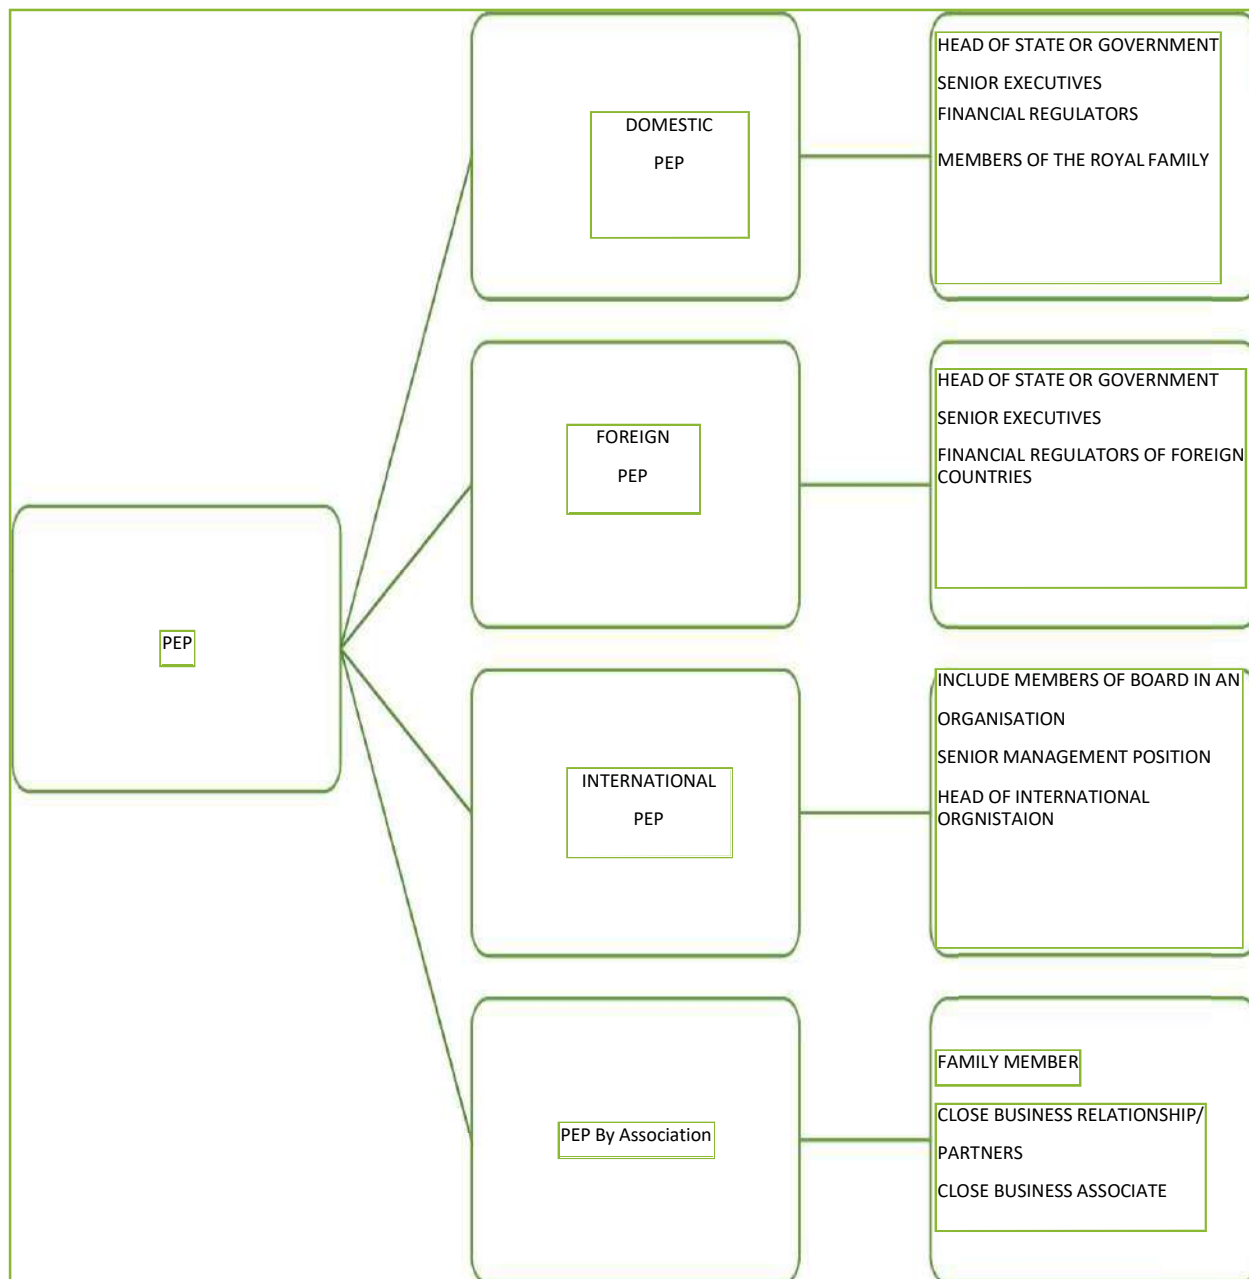 PEP
DOMESTIC
PEP
HEAD OF STATE OR GOVERNMENT
SENIOR EXECUTIVES
FINANCIAL REGULATORS
MEMBERS OF THE ROYAL FAMILY
FOREIGN
PEP
HEAD OF STATE OR GOVERNMENT
SENIOR EXECUTIVES
FINANCIAL REGULATORS OF FOREIGN
COUNTRIES
INTERNATIONAL
PEP
INCLUDE MEMBERS OF BOARD IN AN
ORGANISATION
SENIOR MANAGEMENT POSITION
HEAD OF INTERNATIONAL
ORGNISTAION
PEP By Association
FAMILY MEMBER
CLOSE BUSINESS RELATIONSHIP/
PARTNERS
CLOSE BUSINESS ASSOCIATE